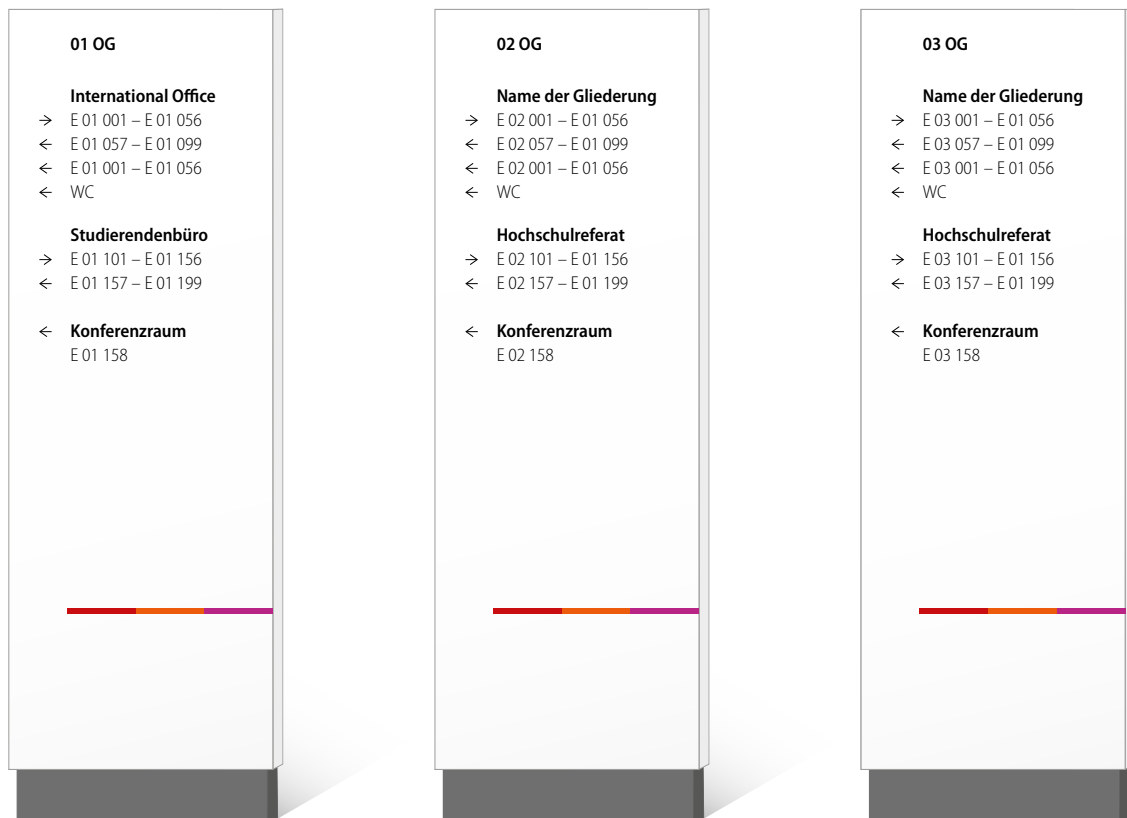 01 OG
International Office
→ E 01 001 – E 01 056
← E 01 057 – E 01 099
← E 01 001 – E 01 056
← WC
Studierendenbüro
→ E 01 101 – E 01 156
← E 01 157 – E 01 199
← Konferenzraum
E 01 158
02 OG
Name der Gliederung
→ E 02 001 – E 01 056
← E 02 057 – E 01 099
← E 02 001 – E 01 056
← WC
Hochschulreferat
→ E 02 101 – E 01 156
← E 02 157 – E 01 199
← Konferenzraum
E 02 158
03 OG
Name der Gliederung
→ E 03 001 – E 01 056
← E 03 057 – E 01 099
← E 03 001 – E 01 056
← WC
Hochschulreferat
→ E 03 101 – E 01 156
← E 03 157 – E 01 199
← Konferenzraum
E 03 158